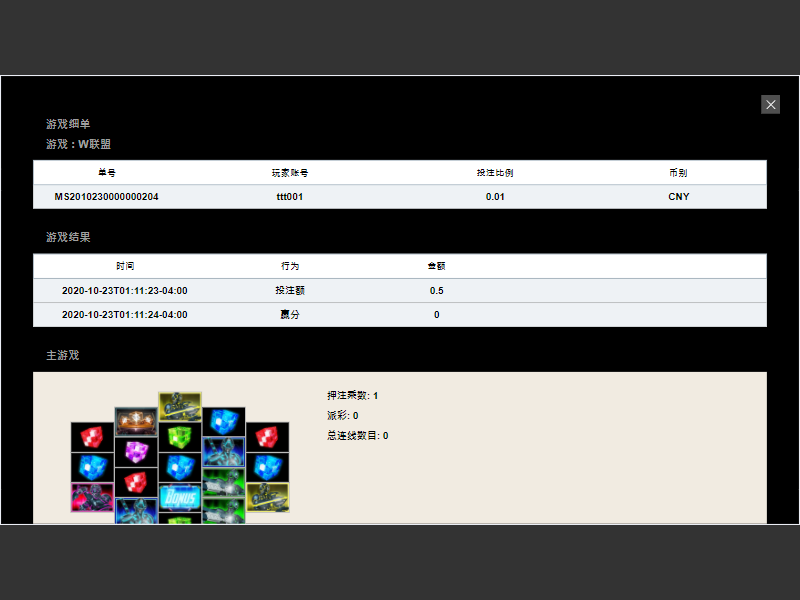 游戏细单
游戏：W联盟
单号 玩家账号 投注比例 币别
MS2010230000000204 ttt001 0.01 CNY
游戏结果
时间 行为 金额
2020-10-23T01:11:23-04:00 投注额 0.5
2020-10-23T01:11:24-04:00 赢分 0
主游戏
押注乘数: 1
派彩: 0
总连线数目: 0
BONUS